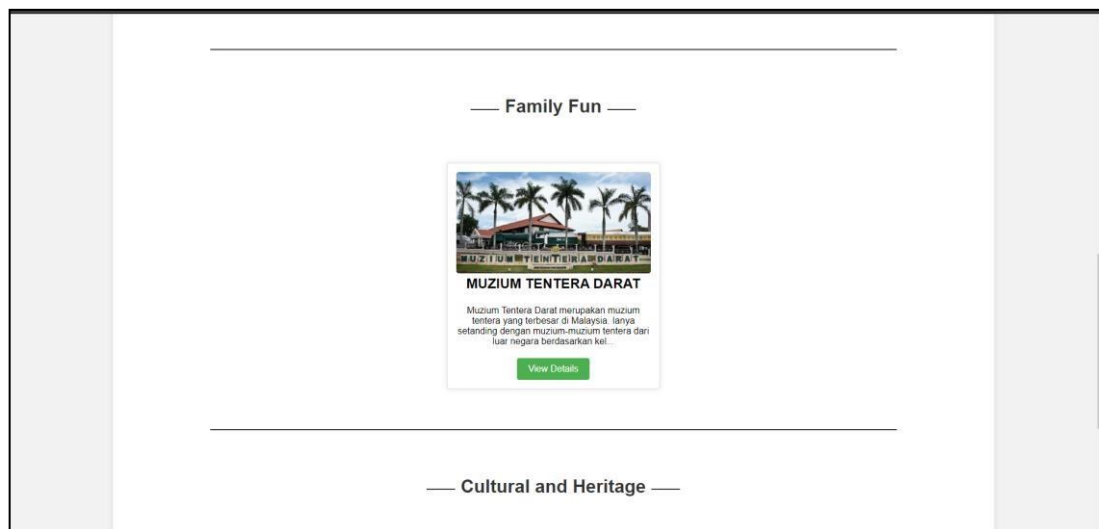 Family Fun
MUZIUM TENTERA DARAT
MUZIUM TENTERA DARAT
Muzium Tentera Darat merupakan muzium
tentera yang terbesar di Malaysia. Ianya
setanding dengan muzium-muzium tentera dari
luar negara berdasarkan kel...
View Details
Cultural and Heritage